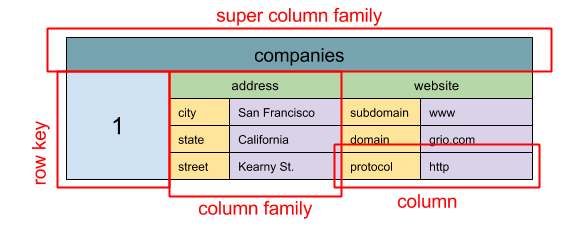 super column family
companies
address website
city San Francisco subdomain www
1 state California domain grio.com
street Kearny St. protocol http
row key
column family column